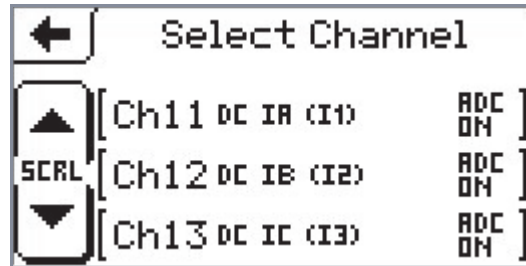 Select Channel
SCRL
[Ch11 DC IA (I1) ADC ON ]
[Ch12 DC IB (I2) ADC ON ]
[Ch13 DC IC (I3) ADC ON ]